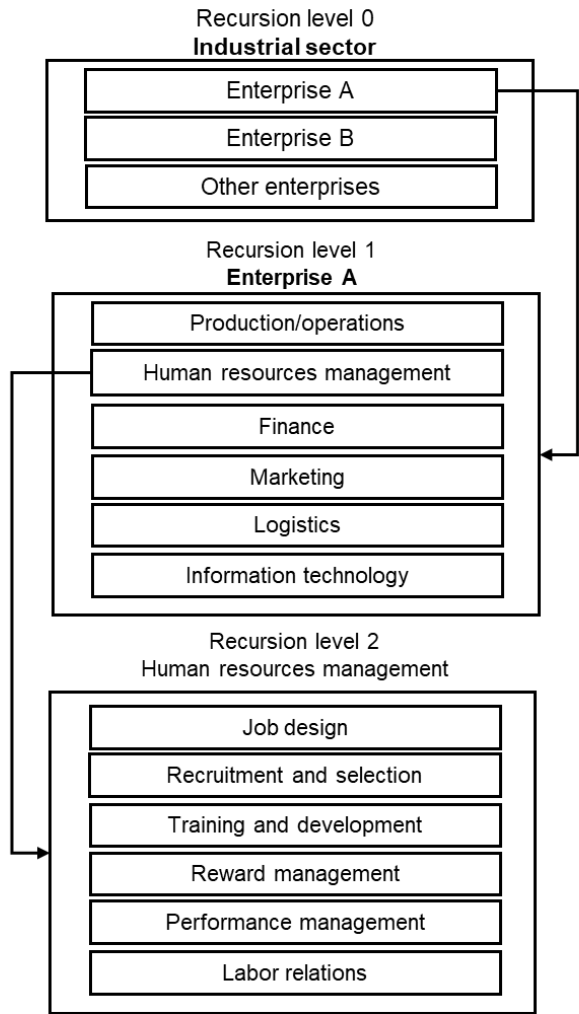 Recursion level 0
Industrial sector
Enterprise A
Enterprise B
Other enterprises
Recursion level 1
Enterprise A
Production/operations
Human resources management
Finance
Marketing
Logistics
Information technology
Recursion level 2
Human resources management
Job design
Recruitment and selection
Training and development
Reward management
Performance management
Labor relations